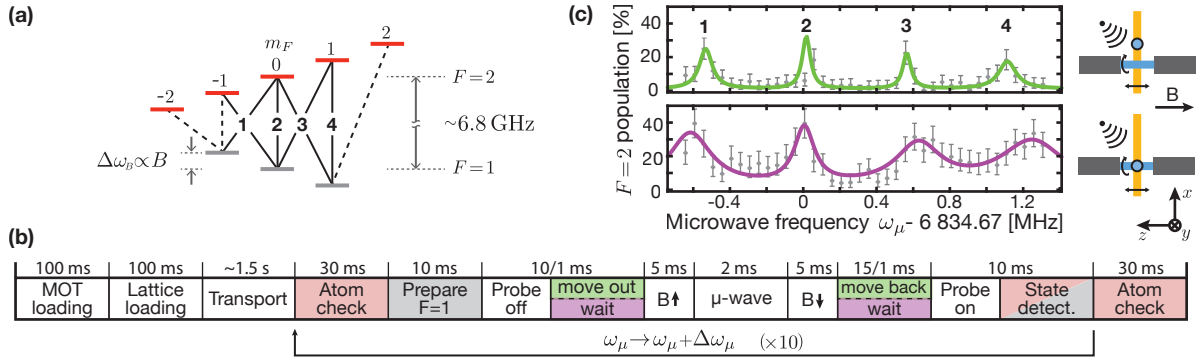 (a)
m_F
2
1
0
-1
-2
F=2
1 2 3 4
~6.8 GHz
Δω_B ∝ B
F=1
(c)
F=2 population [%]
40
20
0
1 2 3 4
40
20
0
-0.4 0 0.4 0.8 1.2
Microwave frequency ω_μ- 6 834.67 [MHz]
B
x
z
y
(b)
100 ms 100 ms ~1.5 s 30 ms 10 ms 10/1 ms 5 ms 2 ms 5 ms 15/1 ms 10 ms 30 ms
MOT loading
Lattice loading
Transport
Atom check
Prepare F=1
Probe off
move out
wait
B⬆
μ-wave
B⬇
move back
wait
Probe on
State detect.
Atom check
ω_μ→ω_μ+Δω_μ (×10)